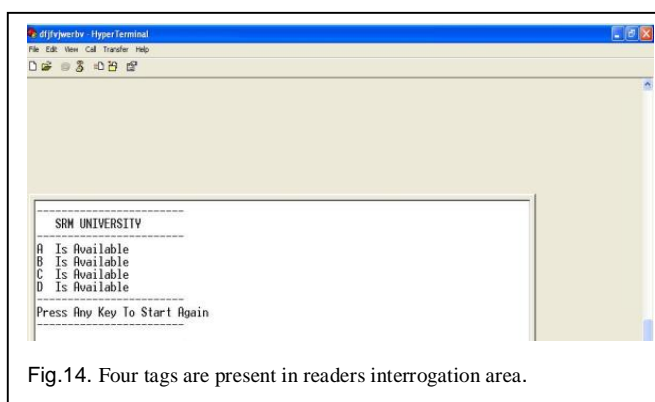 dfjfvjwerbv - HyperTerminal
File Edit View Call Transfer Help
------------------------
SRM UNIVERSITY
------------------------
A Is Available
B Is Available
C Is Available
D Is Available
------------------------
Press Any Key To Start Again
------------------------
Fig.14. Four tags are present in readers interrogation area.